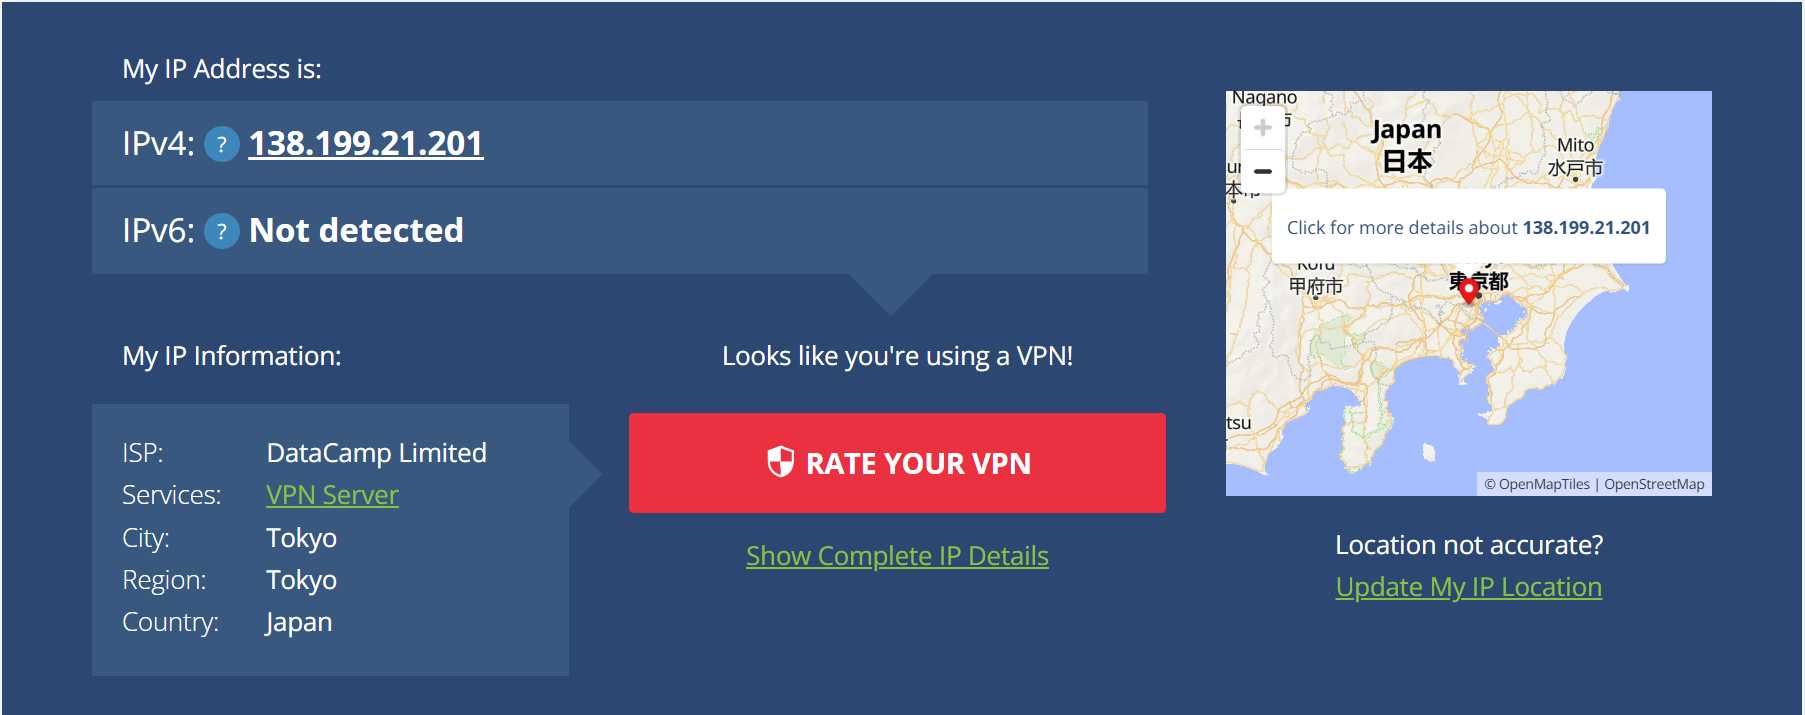 My IP Address is:
IPv4: ? 138.199.21.201
IPv6: ? Not detected
My IP Information:
ISP: DataCamp Limited
Services: VPN Server
City: Tokyo
Region: Tokyo
Country: Japan
Looks like you're using a VPN!
RATE YOUR VPN
Show Complete IP Details
Nagano
Japan
日本
Mito
水戸市
Click for more details about 138.199.21.201
Kofu
甲府市
東京都
tsu
© OpenMapTiles | OpenStreetMap
Location not accurate?
Update My IP Location